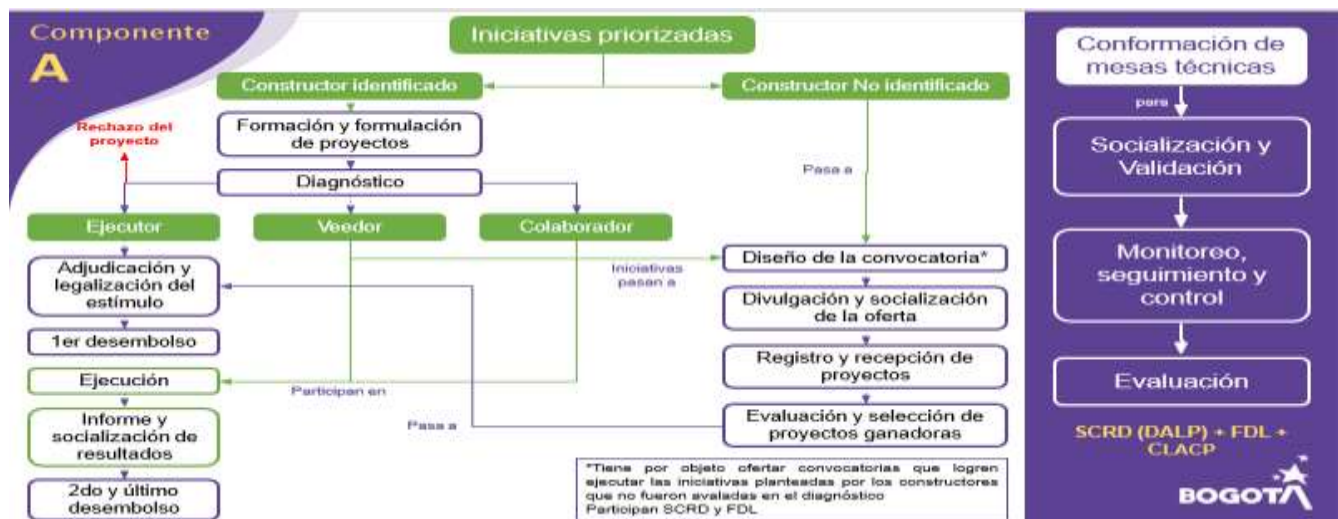 Componente
A
Iniciativas priorizadas
Constructor identificado
Constructor No identificado
Rechazo del
proyecto
Formación y formulación
de proyectos
Diagnóstico
Pasa a
Ejecutor
Veedor
Colaborador
Adjudicación y
legalización del
estímulo
Iniciativas
pasan a
Diseño de la convocatoria*
Divulgación y socialización
de la oferta
1er desembolso
Registro y recepción de
proyectos
Ejecución
Participan en
Informe y
socialización de
resultados
Pasa a
Evaluación y selección de
proyectos ganadoras
2do y último
desembolso
*Tiene por objeto ofertar convocatorias que logren
ejecutar las iniciativas planteadas por los constructores
que no fueron avaladas en el diagnóstico
Participan SCRD y FDL
Conformación de
mesas técnicas
para
Socialización y
Validación
Monitoreo,
seguimiento y
control
Evaluación
SCRD (DALP) + FDL +
CLACP
BOGOTÁ